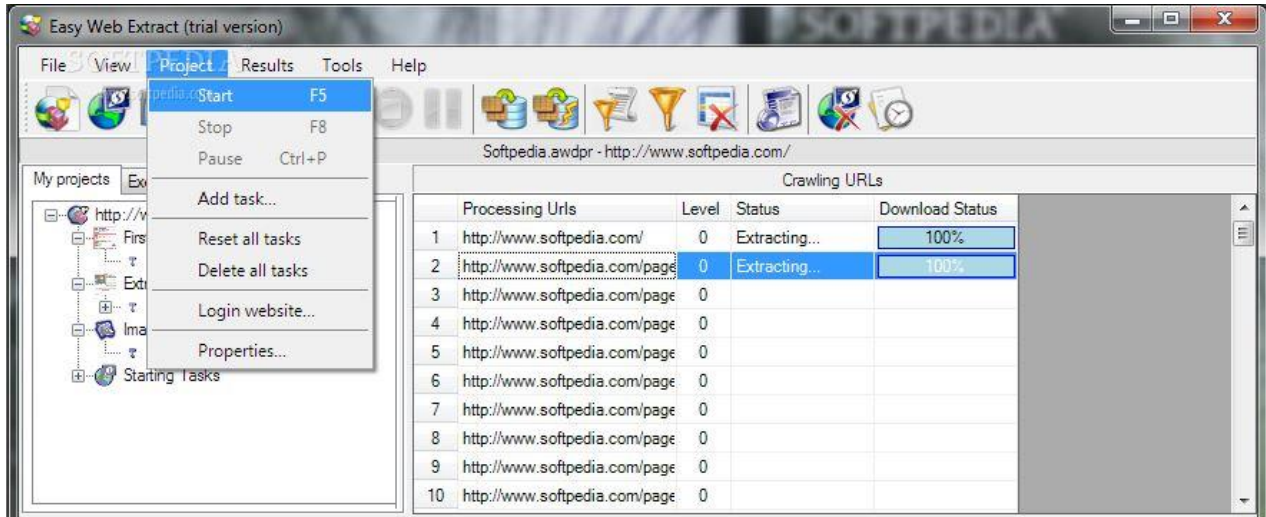 Easy Web Extract (trial version)
SOFTPEDIA
File View Project Results Tools Help
Start F5
Stop F8
Pause Ctrl+P
Add task...
Reset all tasks
Delete all tasks
Login website...
Properties...
Softpedia.awdpr - http://www.softpedia.com/
My projects
http://w
Firs
Extr
Ima
Starting Tasks
Crawling URLs
Processing Urls Level Status Download Status
1 http://www.softpedia.com/ 0 Extracting... 100%
2 http://www.softpedia.com/page 0 Extracting... 100%
3 http://www.softpedia.com/page 0
4 http://www.softpedia.com/page 0
5 http://www.softpedia.com/page 0
6 http://www.softpedia.com/page 0
7 http://www.softpedia.com/page 0
8 http://www.softpedia.com/page 0
9 http://www.softpedia.com/page 0
10 http://www.softpedia.com/page 0